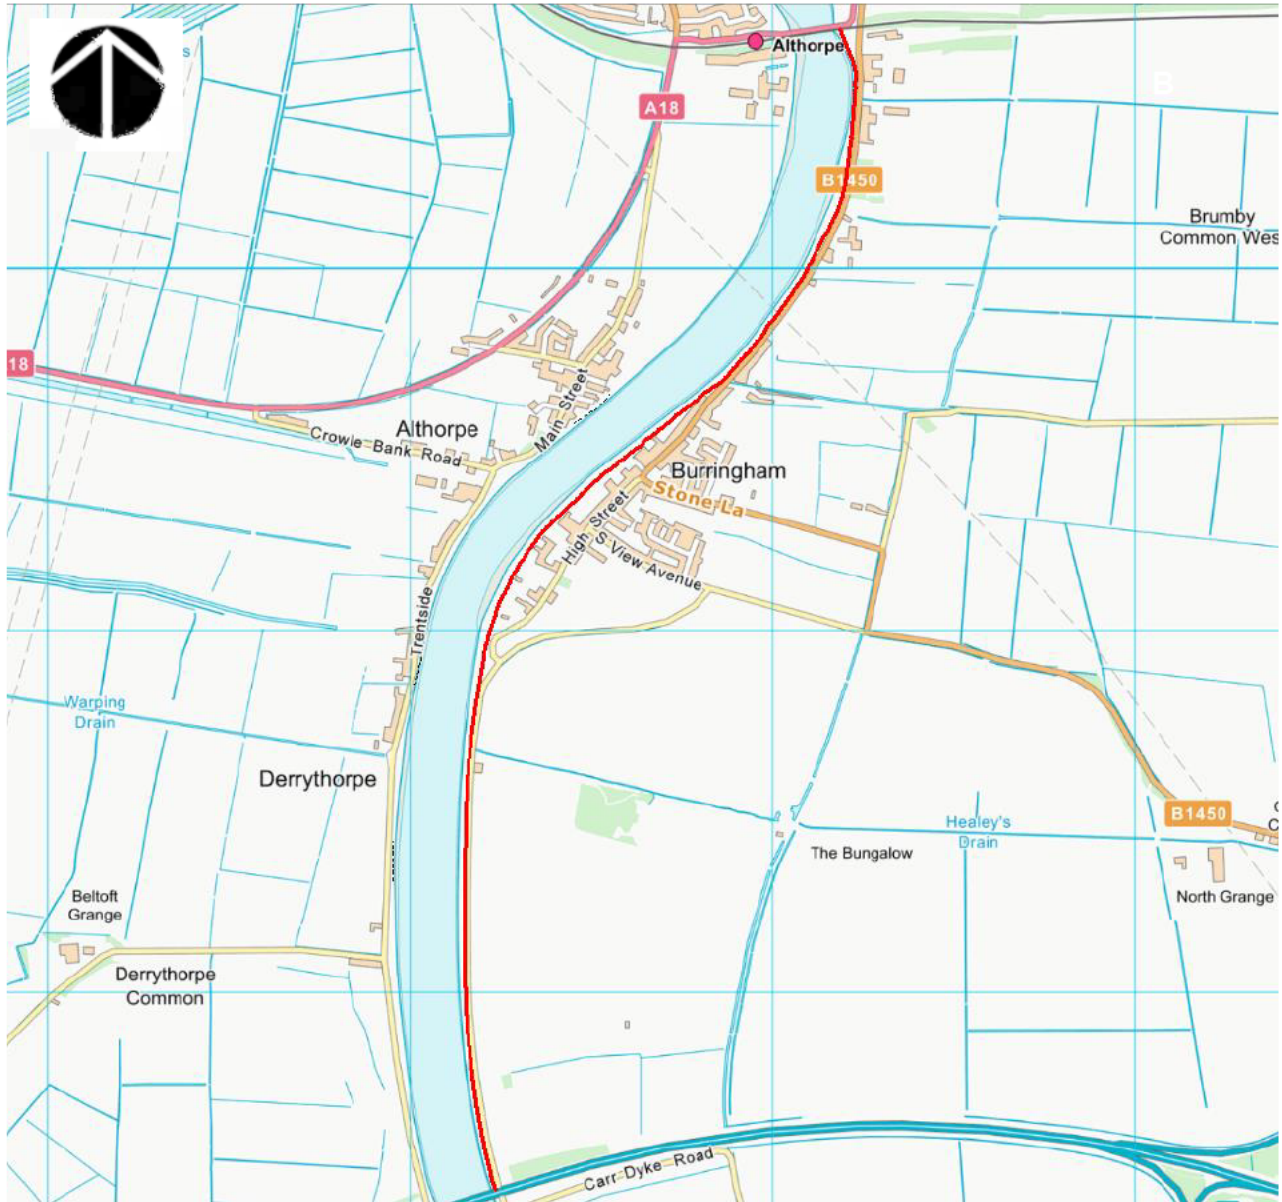 s
Althorpe
A18
B
B1450
Brumby
Common Wes
18
Main Street
Althorpe
Crowle Bank Road
Burringham
Stone La
High Street
S View Avenue
Trentside
Warping
Drain
Derrythorpe
B1450
C
Healey's
Drain
The Bungalow
Beltoft
Grange
North Grange
Derrythorpe
Common
Carr Dyke Road